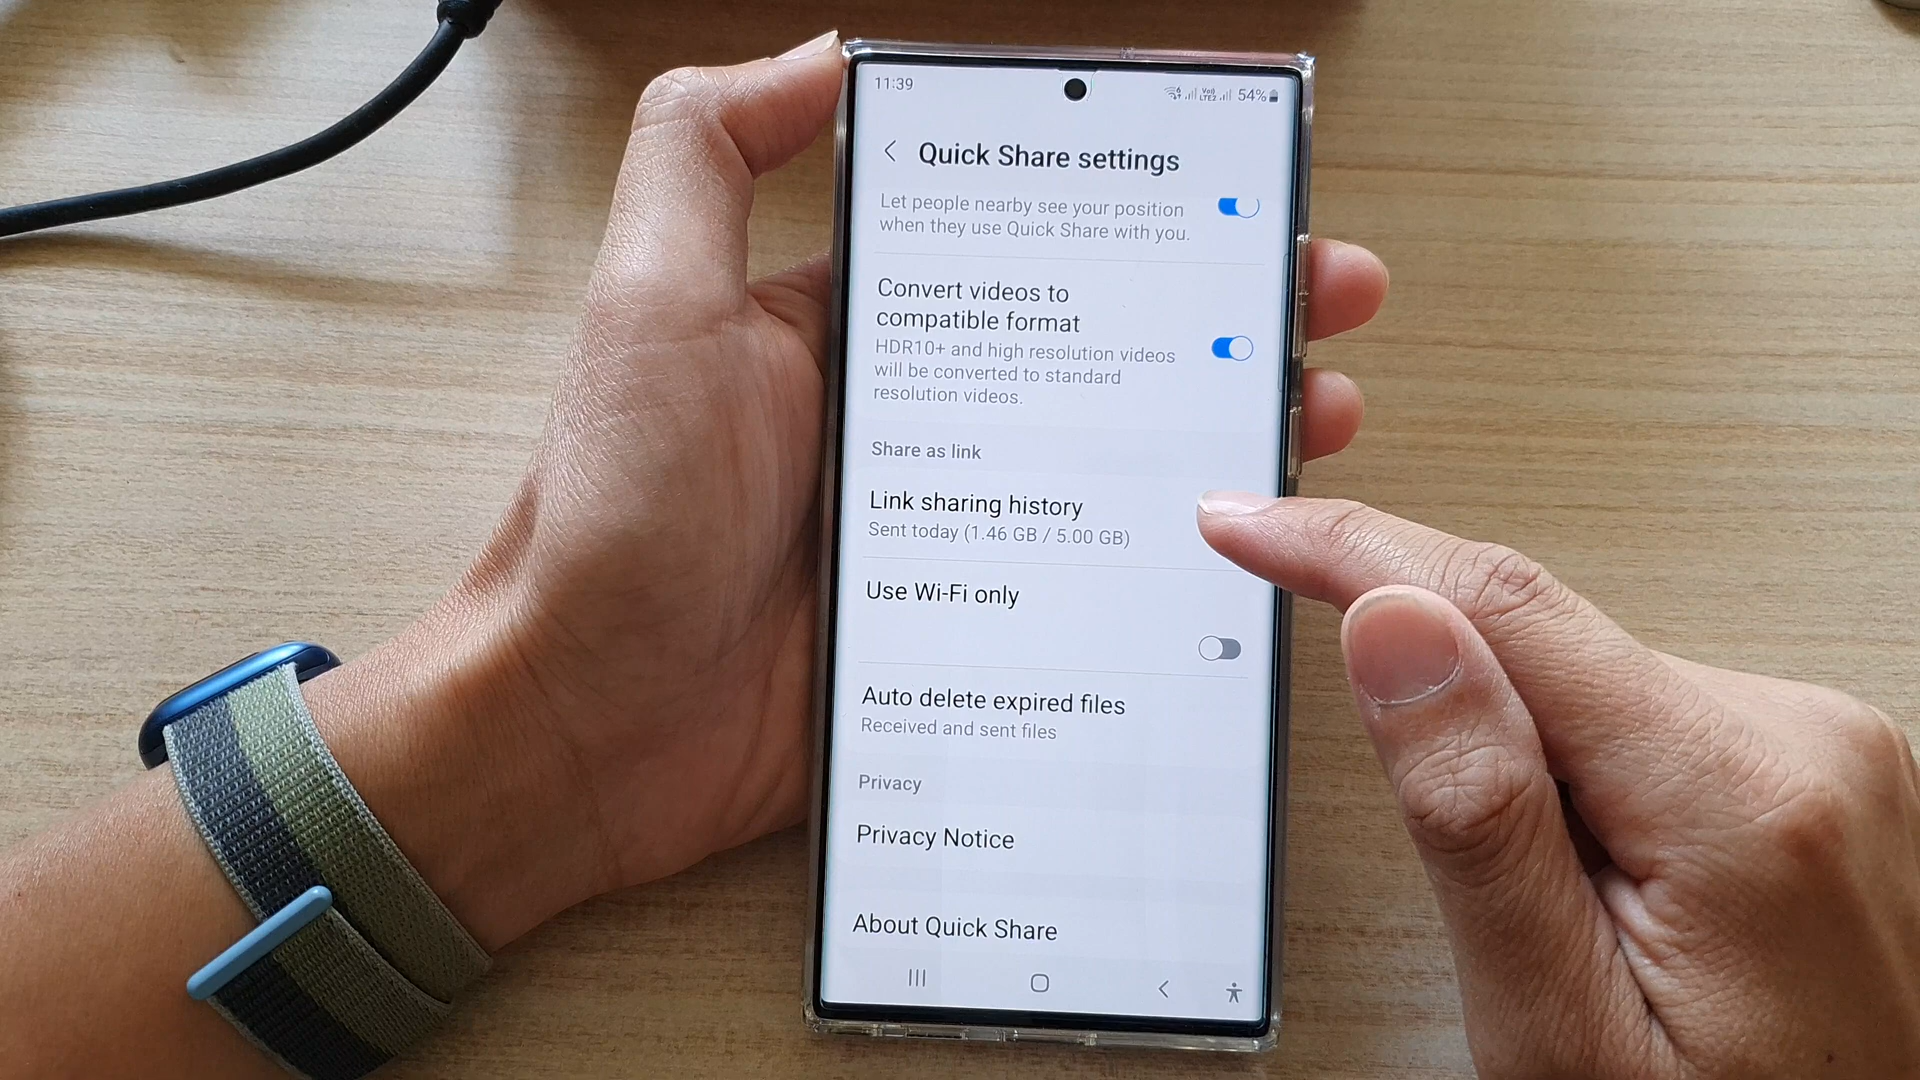 11:39
54%
Quick Share settings
Let people nearby see your position
when they use Quick Share with you.
Convert videos to
compatible format
HDR10+ and high resolution videos
will be converted to standard
resolution videos.
Share as link
Link sharing history
Sent today (1.46 GB / 5.00 GB)
Use Wi-Fi only
Auto delete expired files
Received and sent files
Privacy
Privacy Notice
About Quick Share